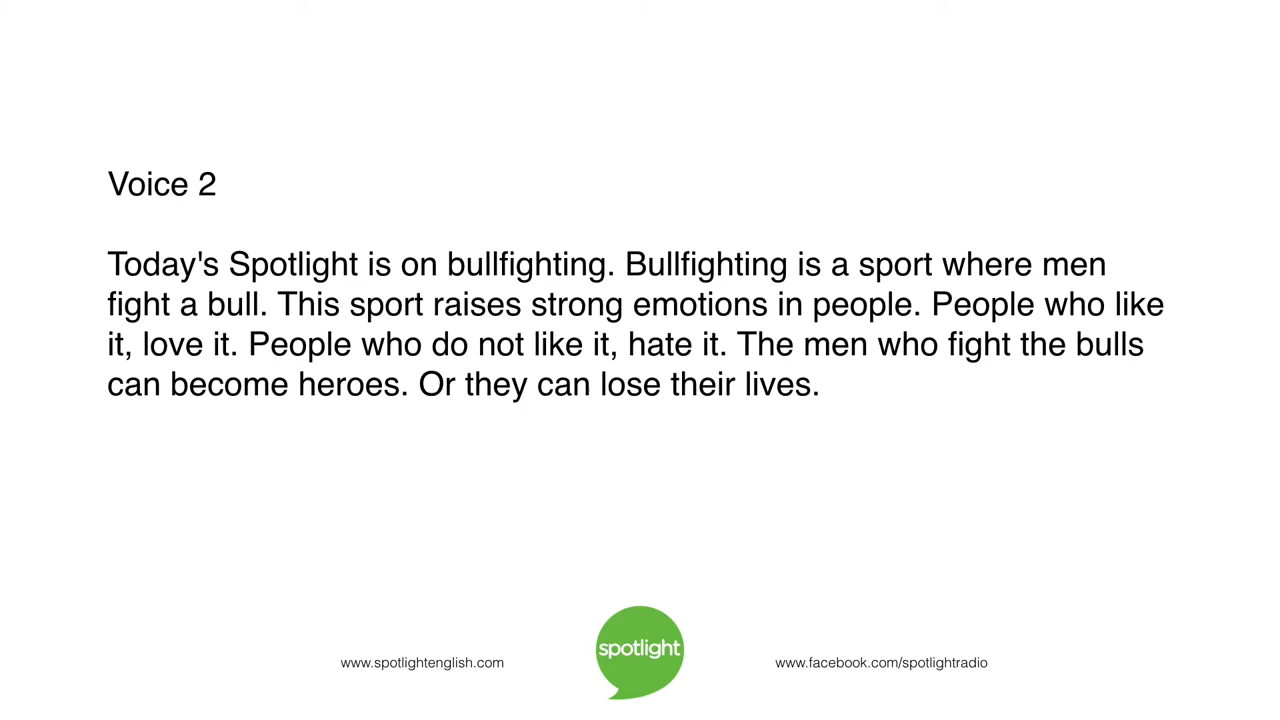 Voice 2
Today's Spotlight is on bullfighting. Bullfighting is a sport where men
fight a bull. This sport raises strong emotions in people. People who like
it, love it. People who do not like it, hate it. The men who fight the bulls
can become heroes. Or they can lose their lives.
spotlight
www.spotlightenglish.com
www.facebook.com/spotlightradio